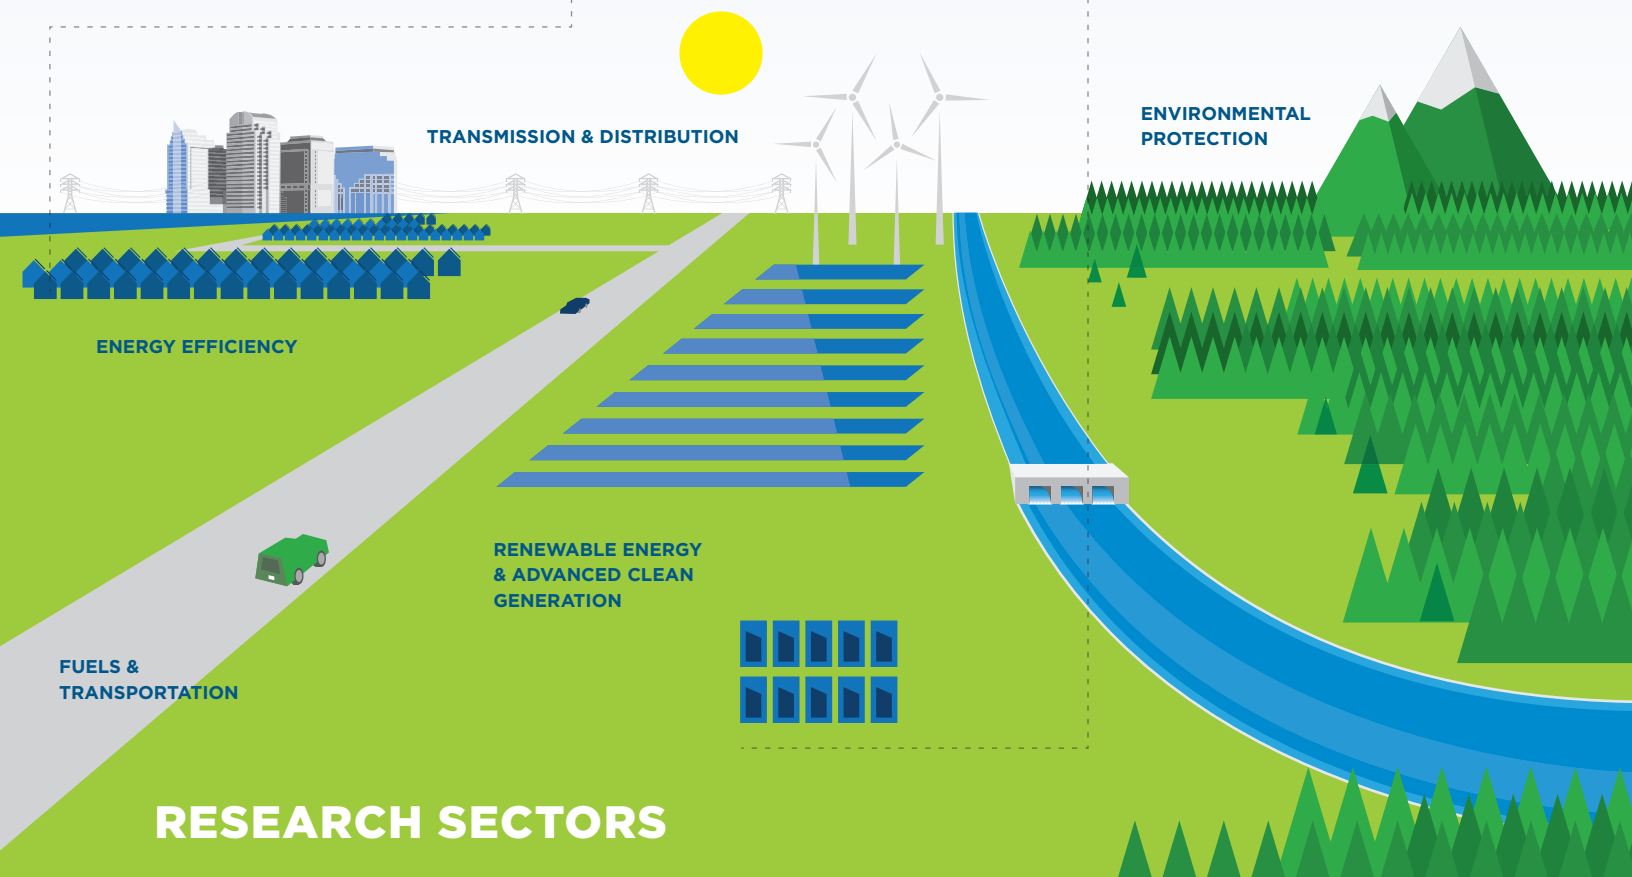 TRANSMISSION & DISTRIBUTION
ENVIRONMENTAL
PROTECTION
ENERGY EFFICIENCY
RENEWABLE ENERGY
& ADVANCED CLEAN
GENERATION
FUELS &
TRANSPORTATION
RESEARCH SECTORS